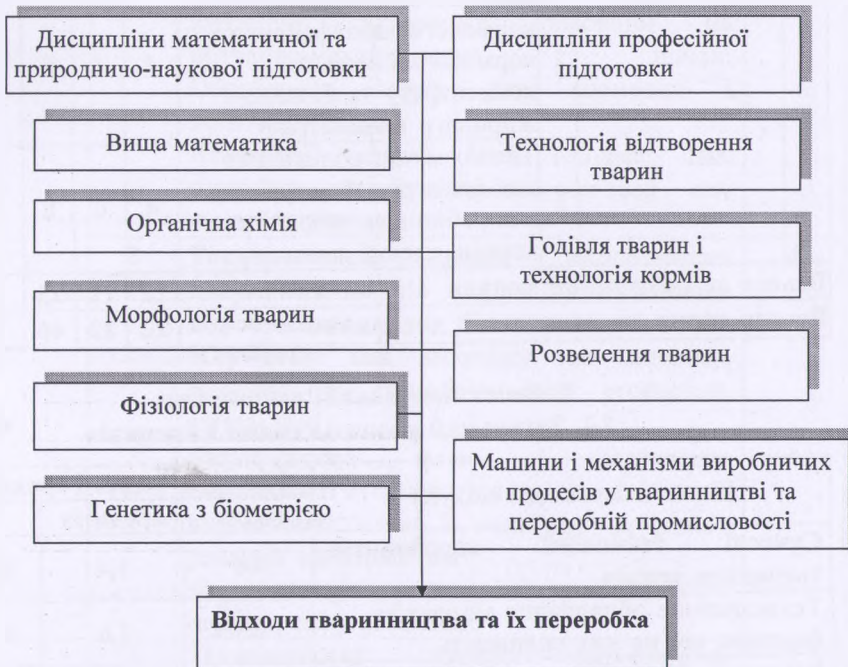 Дисципліни математичної та
природничо-наукової підготовки
Дисципліни професійної
підготовки
Вища математика
Технологія відтворення
тварин
Органічна хімія
Годівля тварин і
технологія кормів
Морфологія тварин
Розведення тварин
Фізіологія тварин
Машини і механізми виробничих
процесів у тваринництві та
переробній промисловості
Генетика з біометрією
Відходи тваринництва та їх переробка